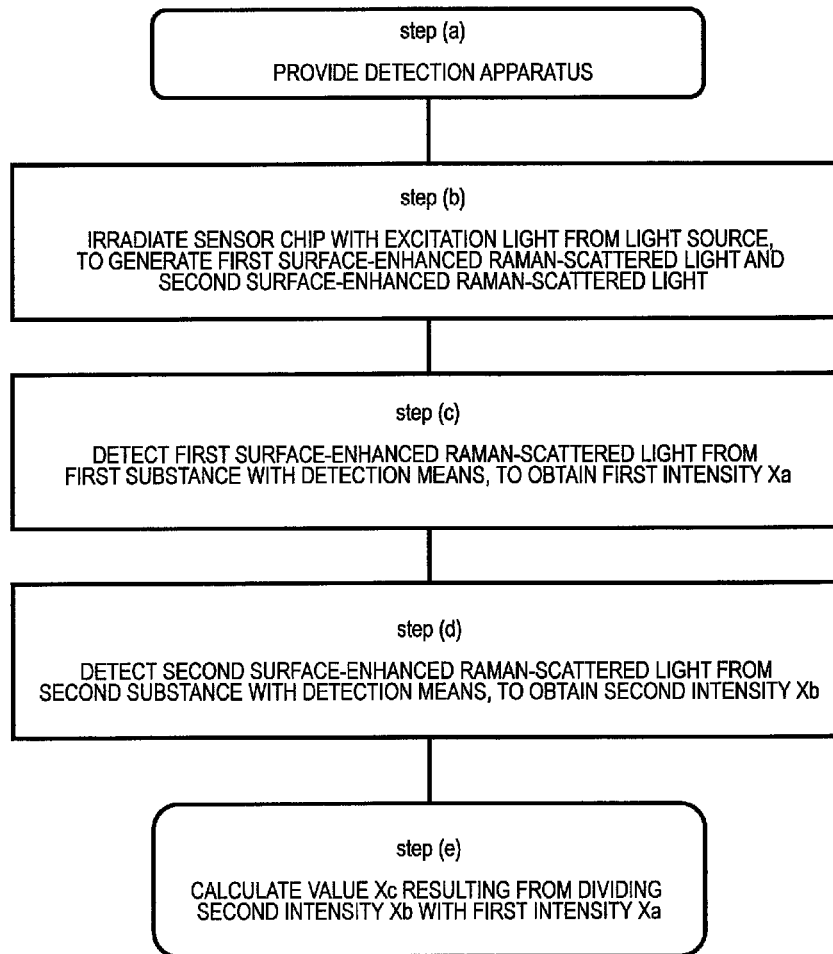 step (a)
PROVIDE DETECTION APPARATUS
step (b)
IRRADIATE SENSOR CHIP WITH EXCITATION LIGHT FROM LIGHT SOURCE,
TO GENERATE FIRST SURFACE-ENHANCED RAMAN-SCATTERED LIGHT AND
SECOND SURFACE-ENHANCED RAMAN-SCATTERED LIGHT
step (c)
DETECT FIRST SURFACE-ENHANCED RAMAN-SCATTERED LIGHT FROM
FIRST SUBSTANCE WITH DETECTION MEANS, TO OBTAIN FIRST INTENSITY Xa
step (d)
DETECT SECOND SURFACE-ENHANCED RAMAN-SCATTERED LIGHT FROM
SECOND SUBSTANCE WITH DETECTION MEANS, TO OBTAIN SECOND INTENSITY Xb
step (e)
CALCULATE VALUE Xc RESULTING FROM DIVIDING
SECOND INTENSITY Xb WITH FIRST INTENSITY Xa